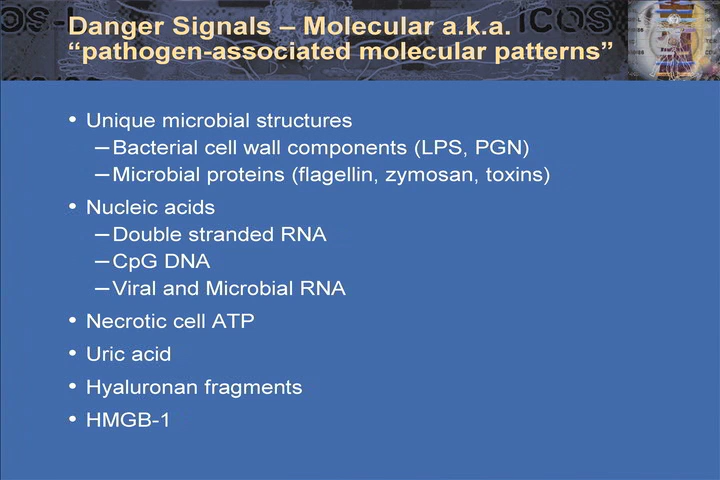 Danger Signals – Molecular a.k.a.
“pathogen-associated molecular patterns”
• Unique microbial structures
–Bacterial cell wall components (LPS, PGN)
–Microbial proteins (flagellin, zymosan, toxins)
• Nucleic acids
–Double stranded RNA
–CpG DNA
–Viral and Microbial RNA
• Necrotic cell ATP
• Uric acid
• Hyaluronan fragments
• HMGB-1
ICOS